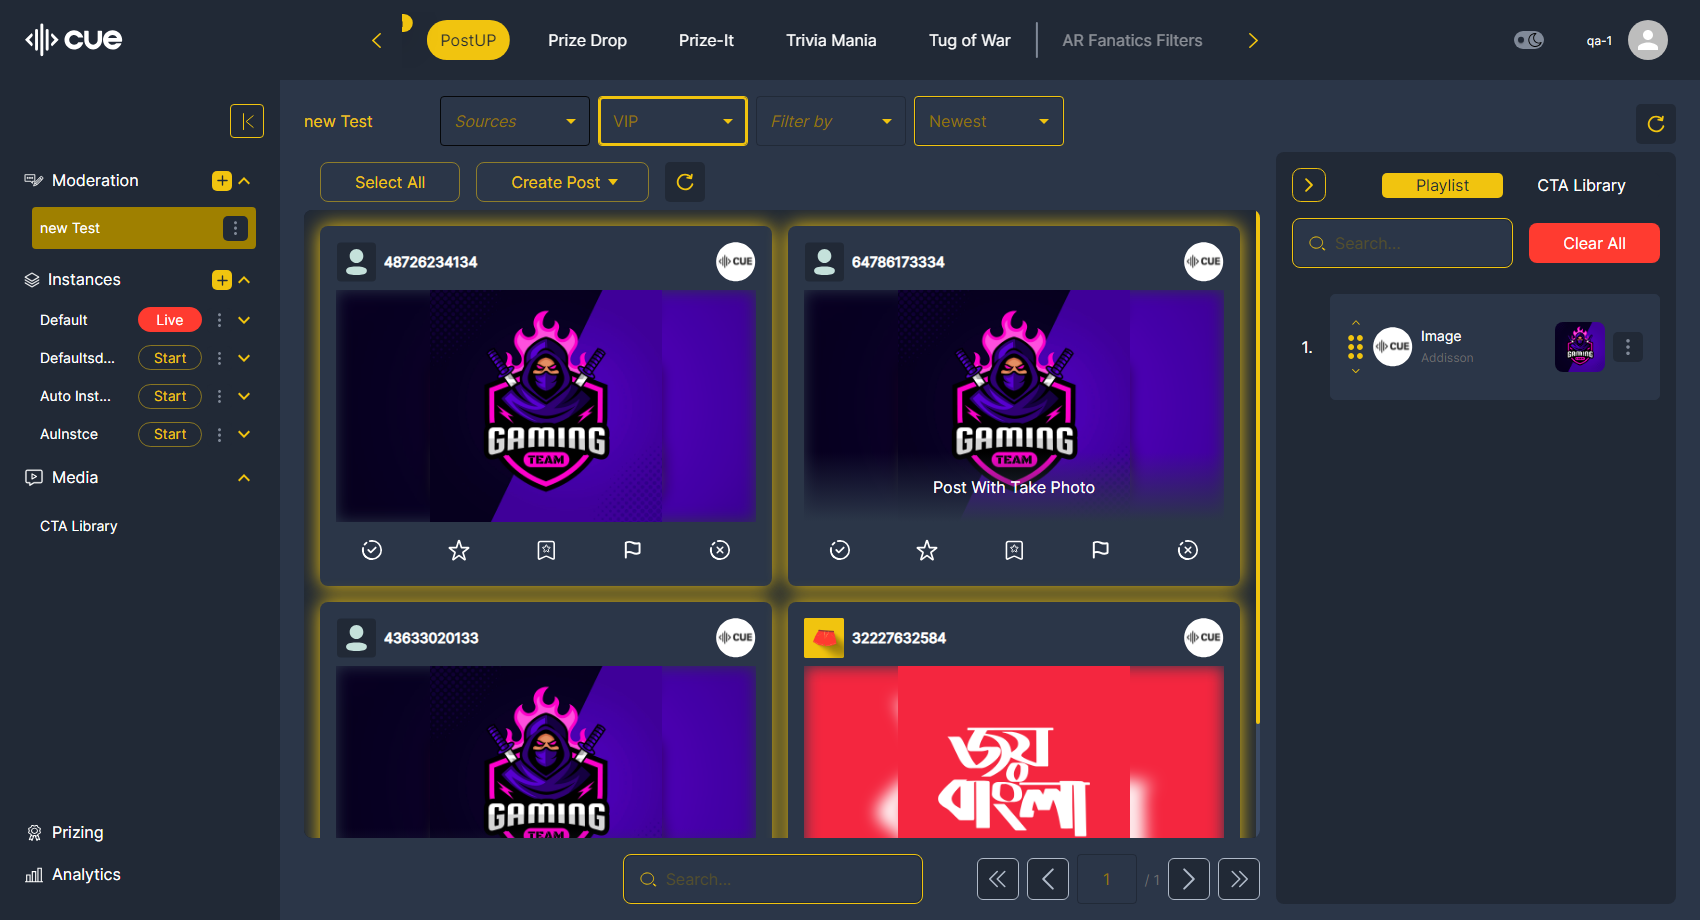 CUE
PostUP
Prize Drop
Prize-It
Trivia Mania
Tug of War
AR Fanatics Filters
qa-1
new Test
Sources
VIP
Filter by
Newest
Select All
Create Post
Moderation
new Test
Instances
Default
Live
Defaultsd...
Start
Auto Inst...
Start
AuInstce
Start
Media
CTA Library
Prizing
Analytics
48726234134
CUE
GAMING
TEAM
64786173334
CUE
GAMING
TEAM
Post With Take Photo
43633020133
CUE
GAMING
TEAM
32227632584
CUE
জয়
বাংলা
Search...
1
/ 1
Playlist
CTA Library
Search...
Clear All
1.
CUE
Image
Addisson
GAMING